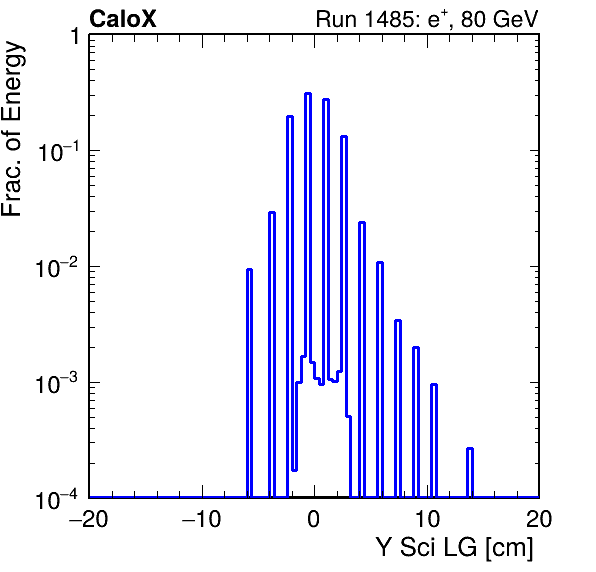 CaloX Run 1485: e⁺, 80 GeV
Frac. of Energy
1
10⁻¹
10⁻²
10⁻³
10⁻⁴
−20 −10 0 10 20
Y Sci LG [cm]